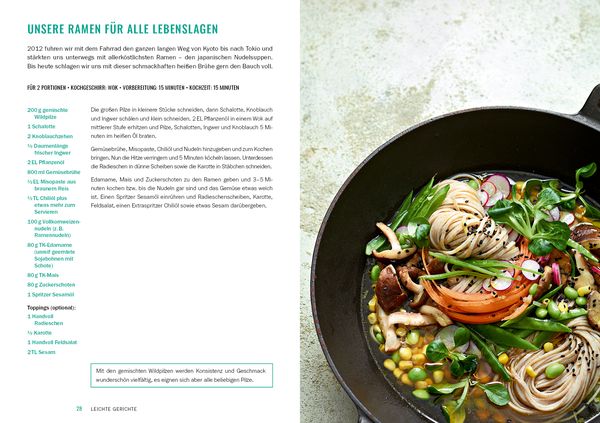 UNSERE RAMEN FÜR ALLE LEBENSLAGEN
2012 fuhren wir mit dem Fahrrad den ganzen langen Weg von Kyoto bis nach Tokio und
stärkten uns unterwegs mit allerköstlichsten Ramen – den japanischen Nudelsuppen.
Bis heute schlagen wir uns mit dieser schmackhaften heißen Brühe gern den Bauch voll.
FÜR 2 PORTIONEN • KOCHGESCHIRR: WOK • VORBEREITUNG: 15 MINUTEN • KOCHZEIT: 15 MINUTEN
200 g gemischte
Wildpilze
1 Schalotte
2 Knoblauchzehen
½ Daumenlänge
frischer Ingwer
2 EL Pflanzenöl
800 ml Gemüsebrühe
½ EL Misopaste aus
braunem Reis
½ TL Chiliöl plus
etwas mehr zum
Servieren
100 g Vollkornweizen-
nudeln (z. B.
Ramennudeln)
80 g TK-Edamame
(unreif geerntete
Sojabohnen mit
Schote)
80 g TK-Mais
80 g Zuckerschoten
1 Spritzer Sesamöl
Toppings (optional):
1 Handvoll
Radieschen
½ Karotte
1 Handvoll Feldsalat
2 TL Sesam
Die großen Pilze in kleinere Stücke schneiden, dann Schalotte, Knoblauch
und Ingwer schälen und klein schneiden. 2 EL Pflanzenöl in einem Wok auf
mittlerer Stufe erhitzen und Pilze, Schalotten, Ingwer und Knoblauch 5 Mi-
nuten im heißen Öl braten.
Gemüsebrühe, Misopaste, Chiliöl und Nudeln hinzugeben und zum Kochen
bringen. Nun die Hitze verringern und 5 Minuten köcheln lassen. Unterdessen
die Radieschen in dünne Scheiben sowie die Karotte in Stäbchen schneiden.
Edamame, Mais und Zuckerschoten zu den Ramen geben und 3–5 Mi-
nuten kochen bzw. bis die Nudeln gar sind und das Gemüse etwas weich
ist. Einen Spritzer Sesamöl einrühren und Radieschenscheiben, Karotte,
Feldsalat, einen Extraspritzer Chiliöl sowie etwas Sesam darübergeben.
Mit den gemischten Wildpilzen werden Konsistenz und Geschmack
wunderschön vielfältig, es eignen sich aber alle beliebigen Pilze.
28 LEICHTE GERICHTE